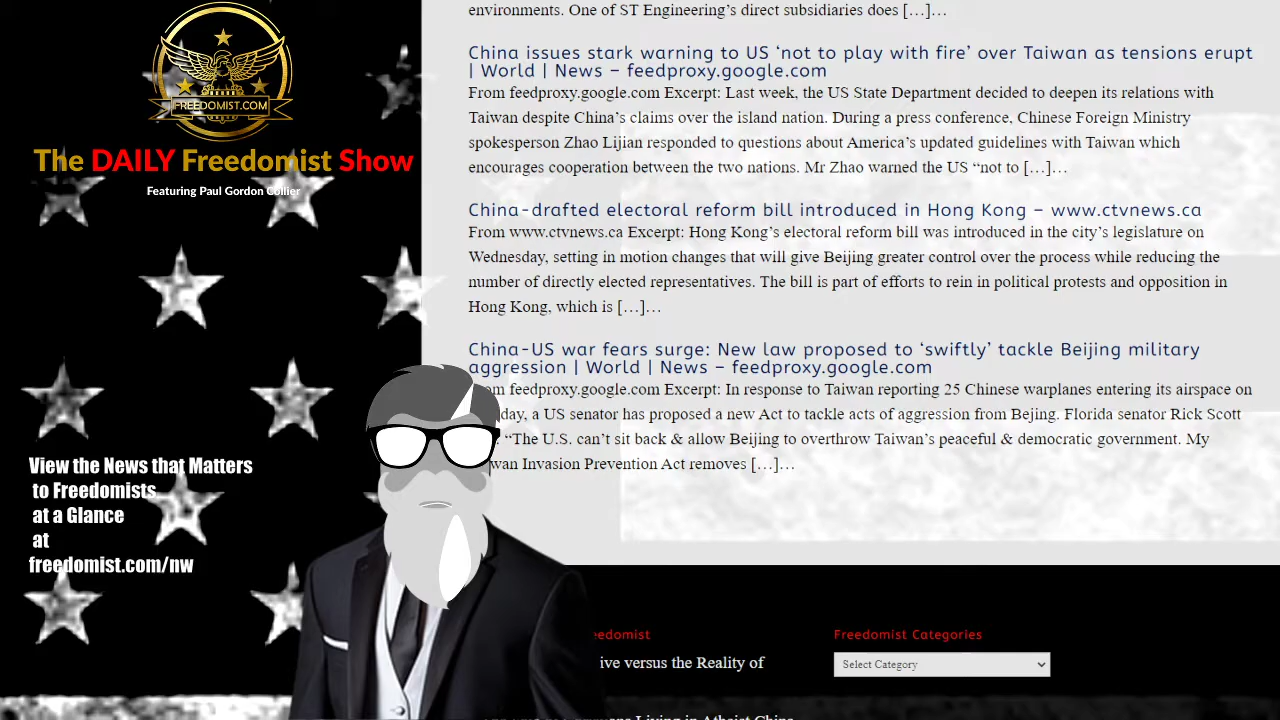 FREEDOMIST.COM
The DAILY Freedomist Show
Featuring Paul Gordon Collier
View the News that Matters
to Freedomists
at a Glance
at
freedomist.com/nw
environments. One of ST Engineering’s direct subsidiaries does […]…
China issues stark warning to US ‘not to play with fire’ over Taiwan as tensions erupt
| World | News – feedproxy.google.com
From feedproxy.google.com Excerpt: Last week, the US State Department decided to deepen its relations with
Taiwan despite China’s claims over the island nation. During a press conference, Chinese Foreign Ministry
spokesperson Zhao Lijian responded to questions about America’s updated guidelines with Taiwan which
encourages cooperation between the two nations. Mr Zhao warned the US “not to […]…
China-drafted electoral reform bill introduced in Hong Kong – www.ctvnews.ca
From www.ctvnews.ca Excerpt: Hong Kong’s electoral reform bill was introduced in the city’s legislature on
Wednesday, setting in motion changes that will give Beijing greater control over the process while reducing the
number of directly elected representatives. The bill is part of efforts to rein in political protests and opposition in
Hong Kong, which is […]…
China-US war fears surge: New law proposed to ‘swiftly’ tackle Beijing military
aggression | World | News – feedproxy.google.com
om feedproxy.google.com Excerpt: In response to Taiwan reporting 25 Chinese warplanes entering its airspace on
day, a US senator has proposed a new Act to tackle acts of aggression from Bejing. Florida senator Rick Scott
“The U.S. can’t sit back & allow Beijing to overthrow Taiwan’s peaceful & democratic government. My
wan Invasion Prevention Act removes […]…
eedomist
ive versus the Reality of
Living in Atheist China
Freedomist Categories
Select Category